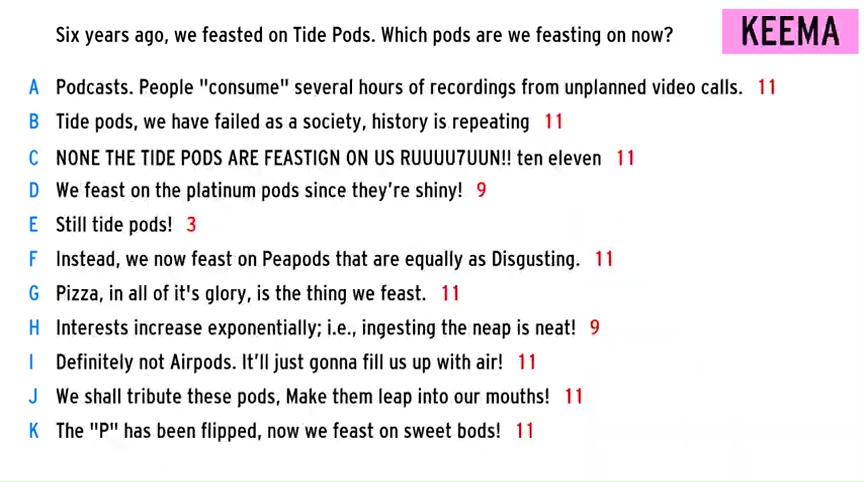 Six years ago, we feasted on Tide Pods. Which pods are we feasting on now?
KEEMA
A Podcasts. People "consume" several hours of recordings from unplanned video calls. 11
B Tide pods, we have failed as a society, history is repeating 11
C NONE THE TIDE PODS ARE FEASTIGN ON US RUUUU7UUN!! ten eleven 11
D We feast on the platinum pods since they're shiny! 9
E Still tide pods! 3
F Instead, we now feast on Peapods that are equally as Disgusting. 11
G Pizza, in all of it's glory, is the thing we feast. 11
H Interests increase exponentially; i.e., ingesting the neap is neat! 9
I Definitely not Airpods. It'll just gonna fill us up with air! 11
J We shall tribute these pods, Make them leap into our mouths! 11
K The "P" has been flipped, now we feast on sweet bods! 11